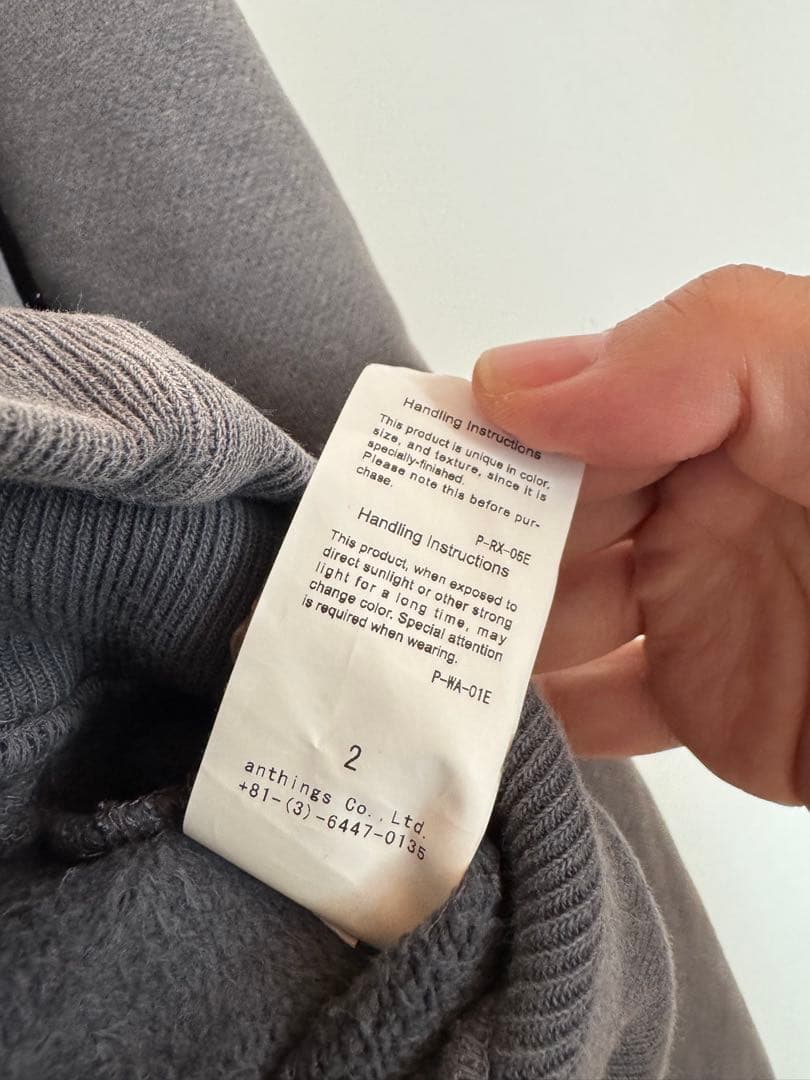 Handling Instructions
This product is unique in color,
size, and texture, since it is
specially-finished.
Please note this before pur-
chase.
P-RX-05E
Handling Instructions
This product, when exposed to
direct sunlight or other strong
light for a long time, may
change color. Special attention
is required when wearing.
P-WA-01E
2
anthings Co.,Ltd.
+81-(3)-6447-0135